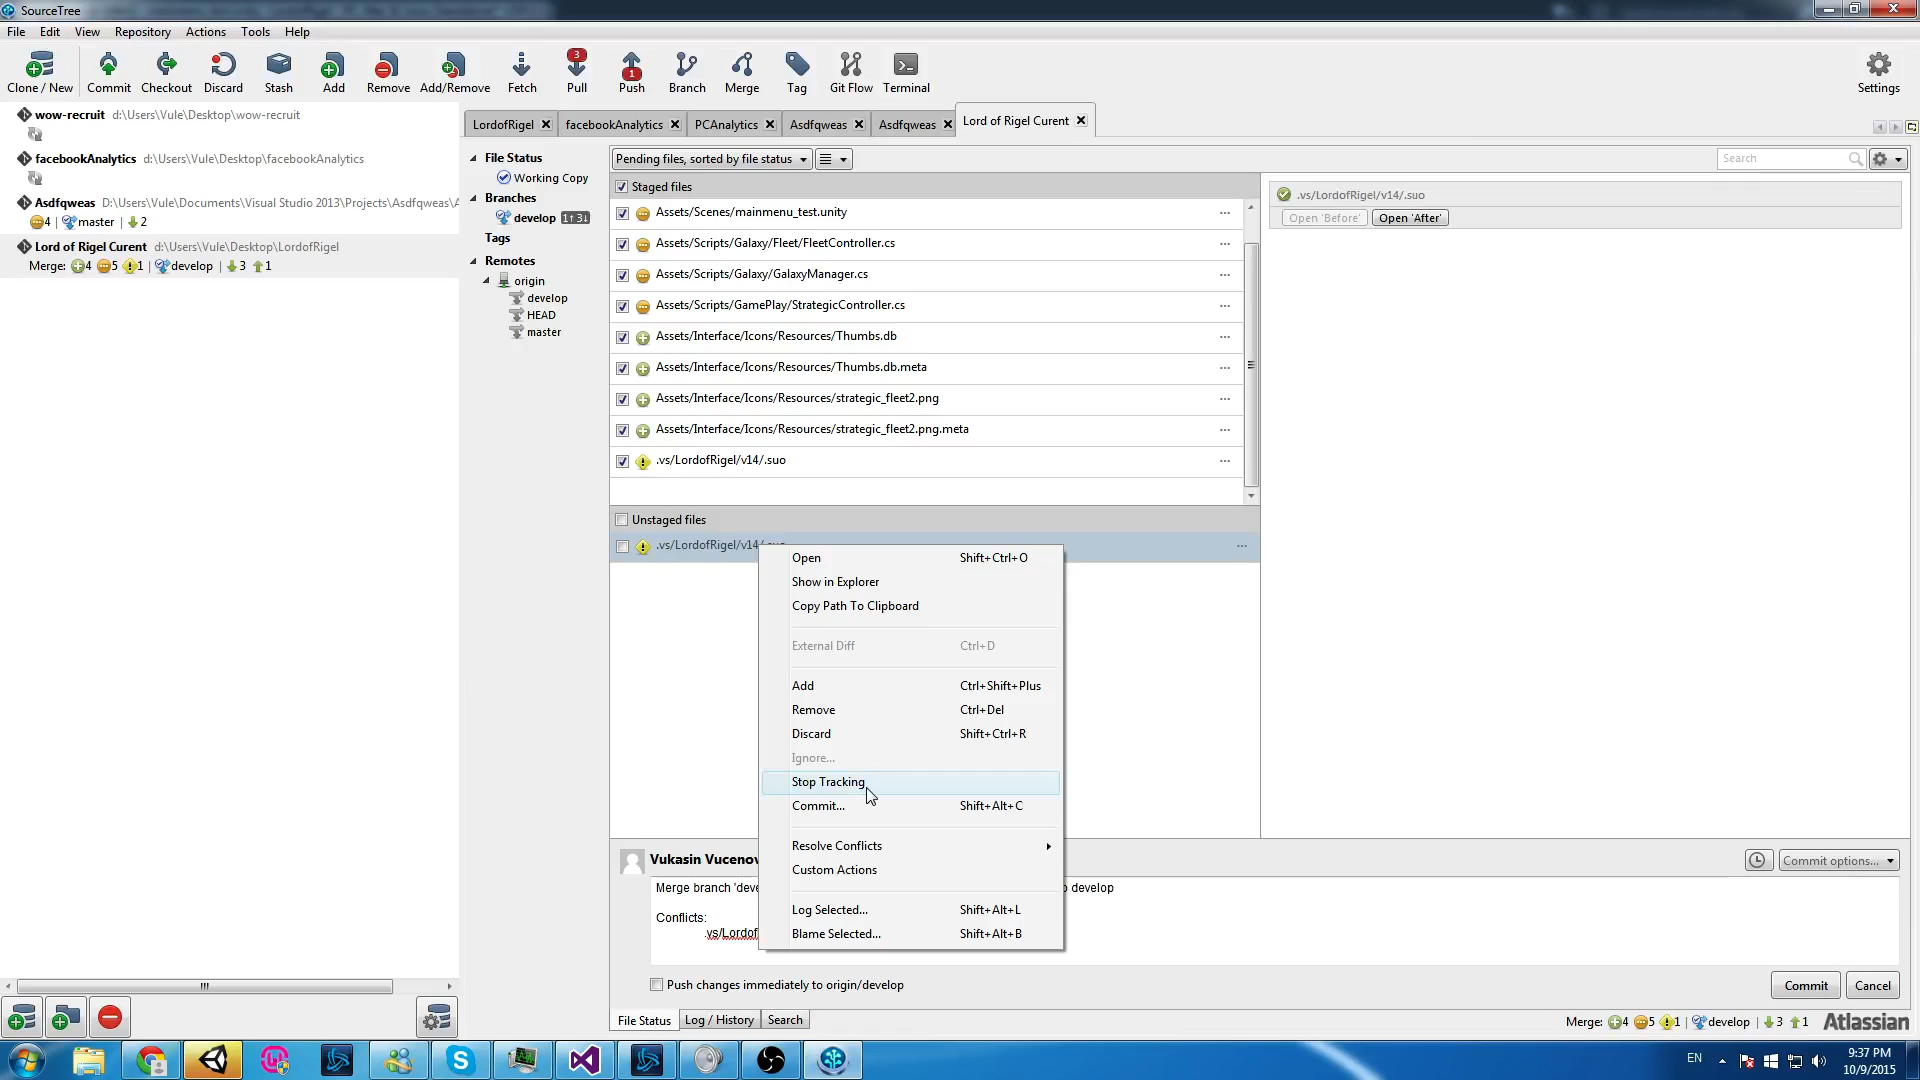 SourceTree
File Edit View Repository Actions Tools Help
Clone / New Commit Checkout Discard Stash Add Remove Add/Remove Fetch 3 Pull 1 Push Branch Merge Tag Git Flow Terminal Settings
wow-recruit d:\Users\Vule\Desktop\wow-recruit
facebookAnalytics d:\Users\Vule\Desktop\facebookAnalytics
Asdfqweas D:\Users\Vule\Documents\Visual Studio 2013\Projects\Asdfqweas\A
4 | master | 2
Lord of Rigel Curent d:\Users\Vule\Desktop\LordofRigel
Merge: 4 5 1 | develop | 3 1
LordofRigel facebookAnalytics PCAnalytics Asdfqweas Asdfqweas Lord of Rigel Curent
File Status
Working Copy
Branches
develop 1↑ 3↓
Tags
Remotes
origin
develop
HEAD
master
Pending files, sorted by file status
Search
Staged files
Assets/Scenes/mainmenu_test.unity
Assets/Scripts/Galaxy/Fleet/FleetController.cs
Assets/Scripts/Galaxy/GalaxyManager.cs
Assets/Scripts/GamePlay/StrategicController.cs
Assets/Interface/Icons/Resources/Thumbs.db
Assets/Interface/Icons/Resources/Thumbs.db.meta
Assets/Interface/Icons/Resources/strategic_fleet2.png
Assets/Interface/Icons/Resources/strategic_fleet2.png.meta
.vs/LordofRigel/v14/.suo
Unstaged files
.vs/LordofRigel/v14/.suo
.vs/LordofRigel/v14/.suo
Open 'Before' Open 'After'
Open Shift+Ctrl+O
Show in Explorer
Copy Path To Clipboard
External Diff Ctrl+D
Add Ctrl+Shift+Plus
Remove Ctrl+Del
Discard Shift+Ctrl+R
Ignore...
Stop Tracking
Commit... Shift+Alt+C
Resolve Conflicts
Custom Actions
Log Selected... Shift+Alt+L
Blame Selected... Shift+Alt+B
Vukasin Vucenov
Commit options...
Merge branch 'deve
develop
Conflicts:
.vs/Lordof
Push changes immediately to origin/develop
Commit Cancel
File Status Log / History Search
Merge: 4 5 1 | develop | 3 1 Atlassian
EN
9:37 PM
10/9/2015